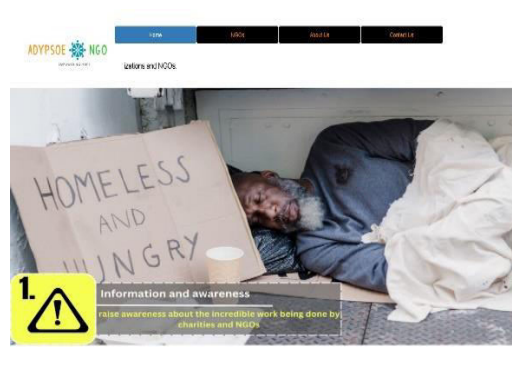 Home
NGOs
About Us
Contact Us
ADYPSOE NGO
izations and NGOs.
HOMELESS
AND
HUNGRY
1.
Information and awareness
raise awareness about the incredible work being done by
charities and NGOs